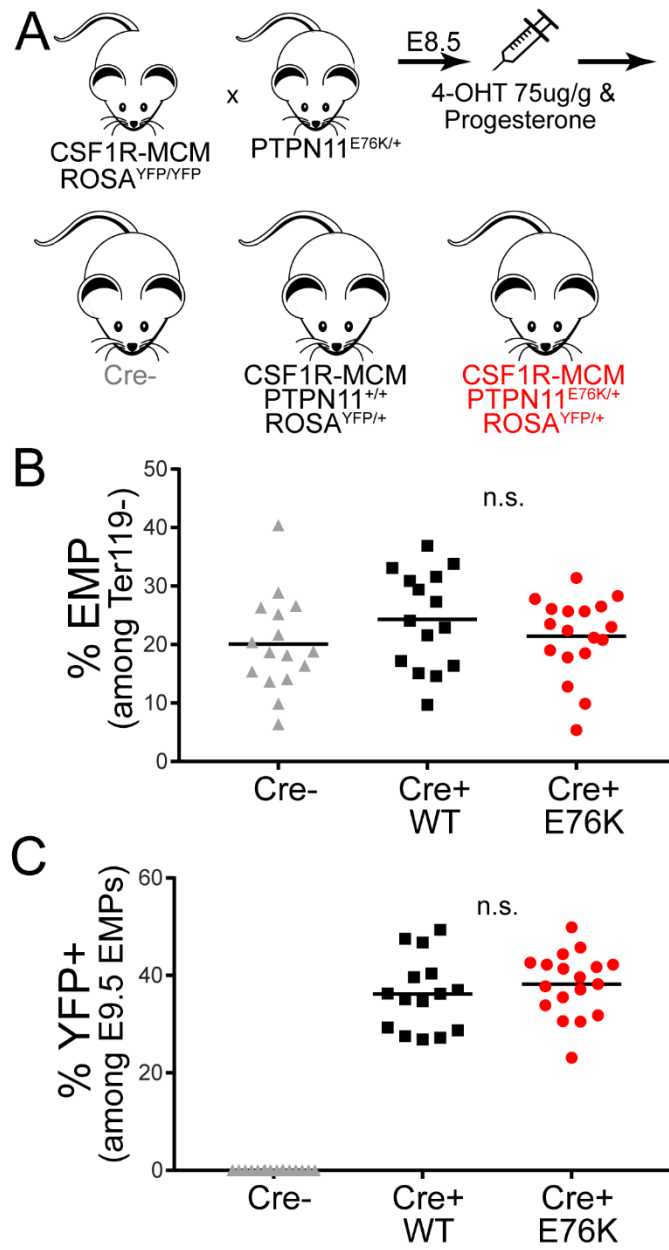 A
E8.5
x
4-OHT 75ug/g &
Progesterone
CSF1R-MCM
ROSA^YFP/YFP
PTPN11^E76K/+
Cre-
CSF1R-MCM
PTPN11^+/+
ROSA^YFP/+
CSF1R-MCM
PTPN11^E76K/+
ROSA^YFP/+
B
% EMP
(among Ter119-)
50
40
30
20
10
0
n.s.
Cre-
Cre+
WT
Cre+
E76K
C
% YFP+
(among E9.5 EMPs)
60
40
20
0
n.s.
Cre-
Cre+
WT
Cre+
E76K